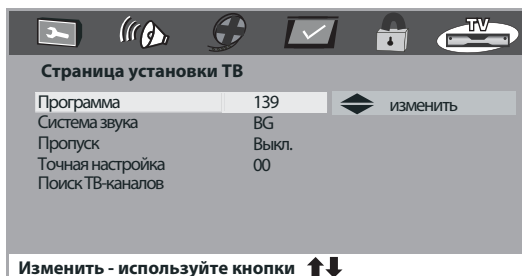 TV
Страница установки ТВ
Программа 139 изменить
Система звука BG
Пропуск Выкл.
Точная настройка 00
Поиск ТВ-каналов
Изменить - используйте кнопки